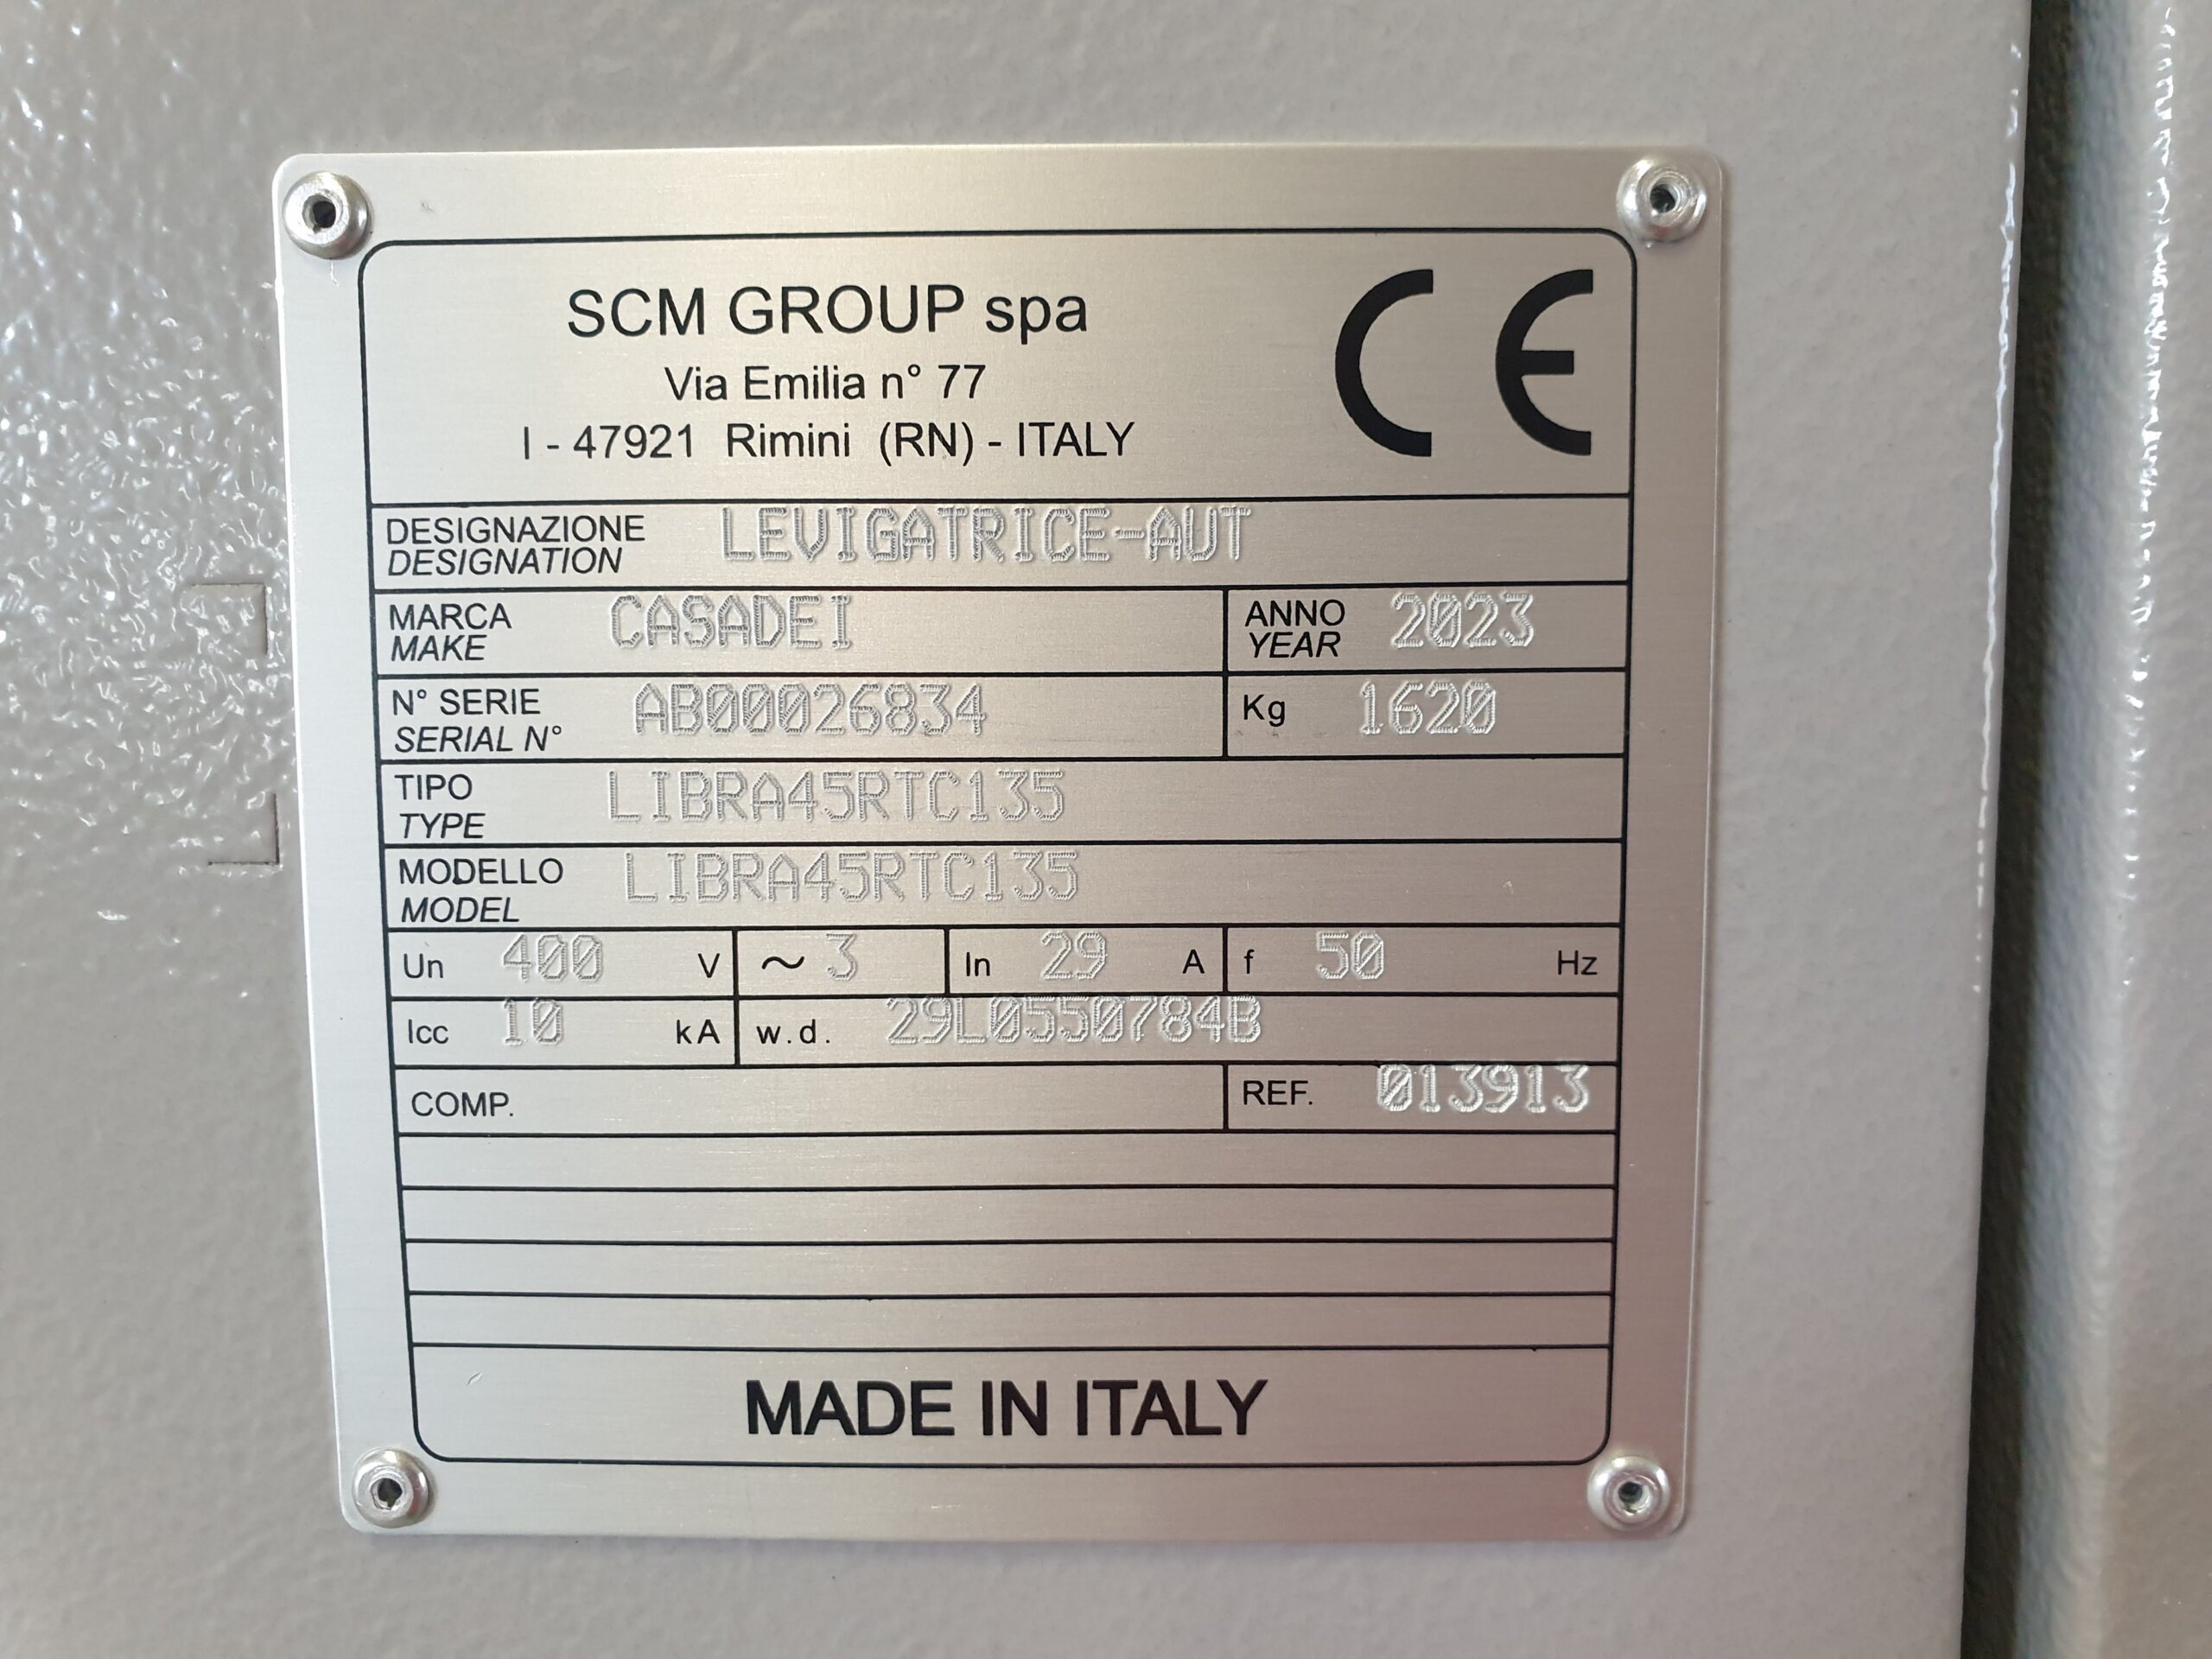 SCM GROUP spa
CE
Via Emilia n° 77
I - 47921 Rimini (RN) - ITALY
DESIGNAZIONE LEVIGATRICE-AUT
DESIGNATION
MARCA CASADEI ANNO 2023
MAKE YEAR
N° SERIE AB00026834 Kg 1620
SERIAL N°
TIPO LIBRA45RTC135
TYPE
MODELLO LIBRA45RTC135
MODEL
Un 400 V ~ 3 In 29 A f 50 Hz
Icc 10 kA w.d. 29L0550784B
COMP. REF. 013913
MADE IN ITALY